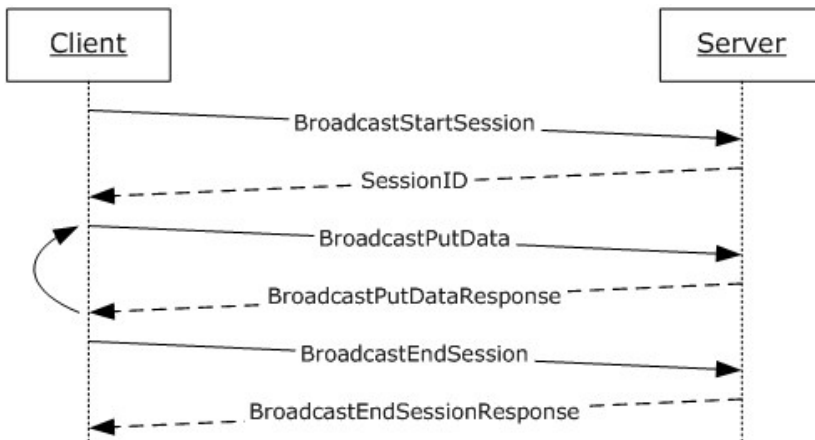 Client
Server
BroadcastStartSession
SessionID
BroadcastPutData
BroadcastPutDataResponse
BroadcastEndSession
BroadcastEndSessionResponse